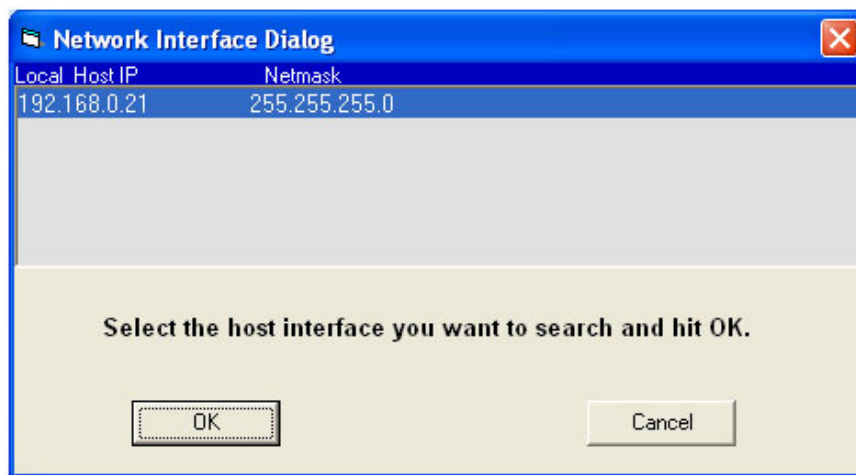 Network Interface Dialog
Local Host IP Netmask
192.168.0.21 255.255.255.0
Select the host interface you want to search and hit OK.
OK Cancel